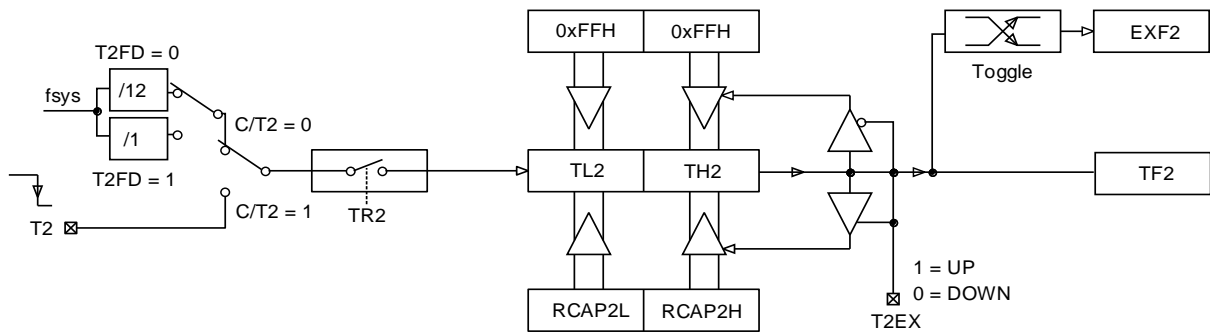 0xFFH 0xFFH
EXF2
Toggle
T2FD = 0
/12
fsys
/1
T2FD = 1
C/T2 = 0
C/T2 = 1
T2
TR2
TL2 TH2
TF2
RCAP2L RCAP2H
1 = UP
0 = DOWN
T2EX